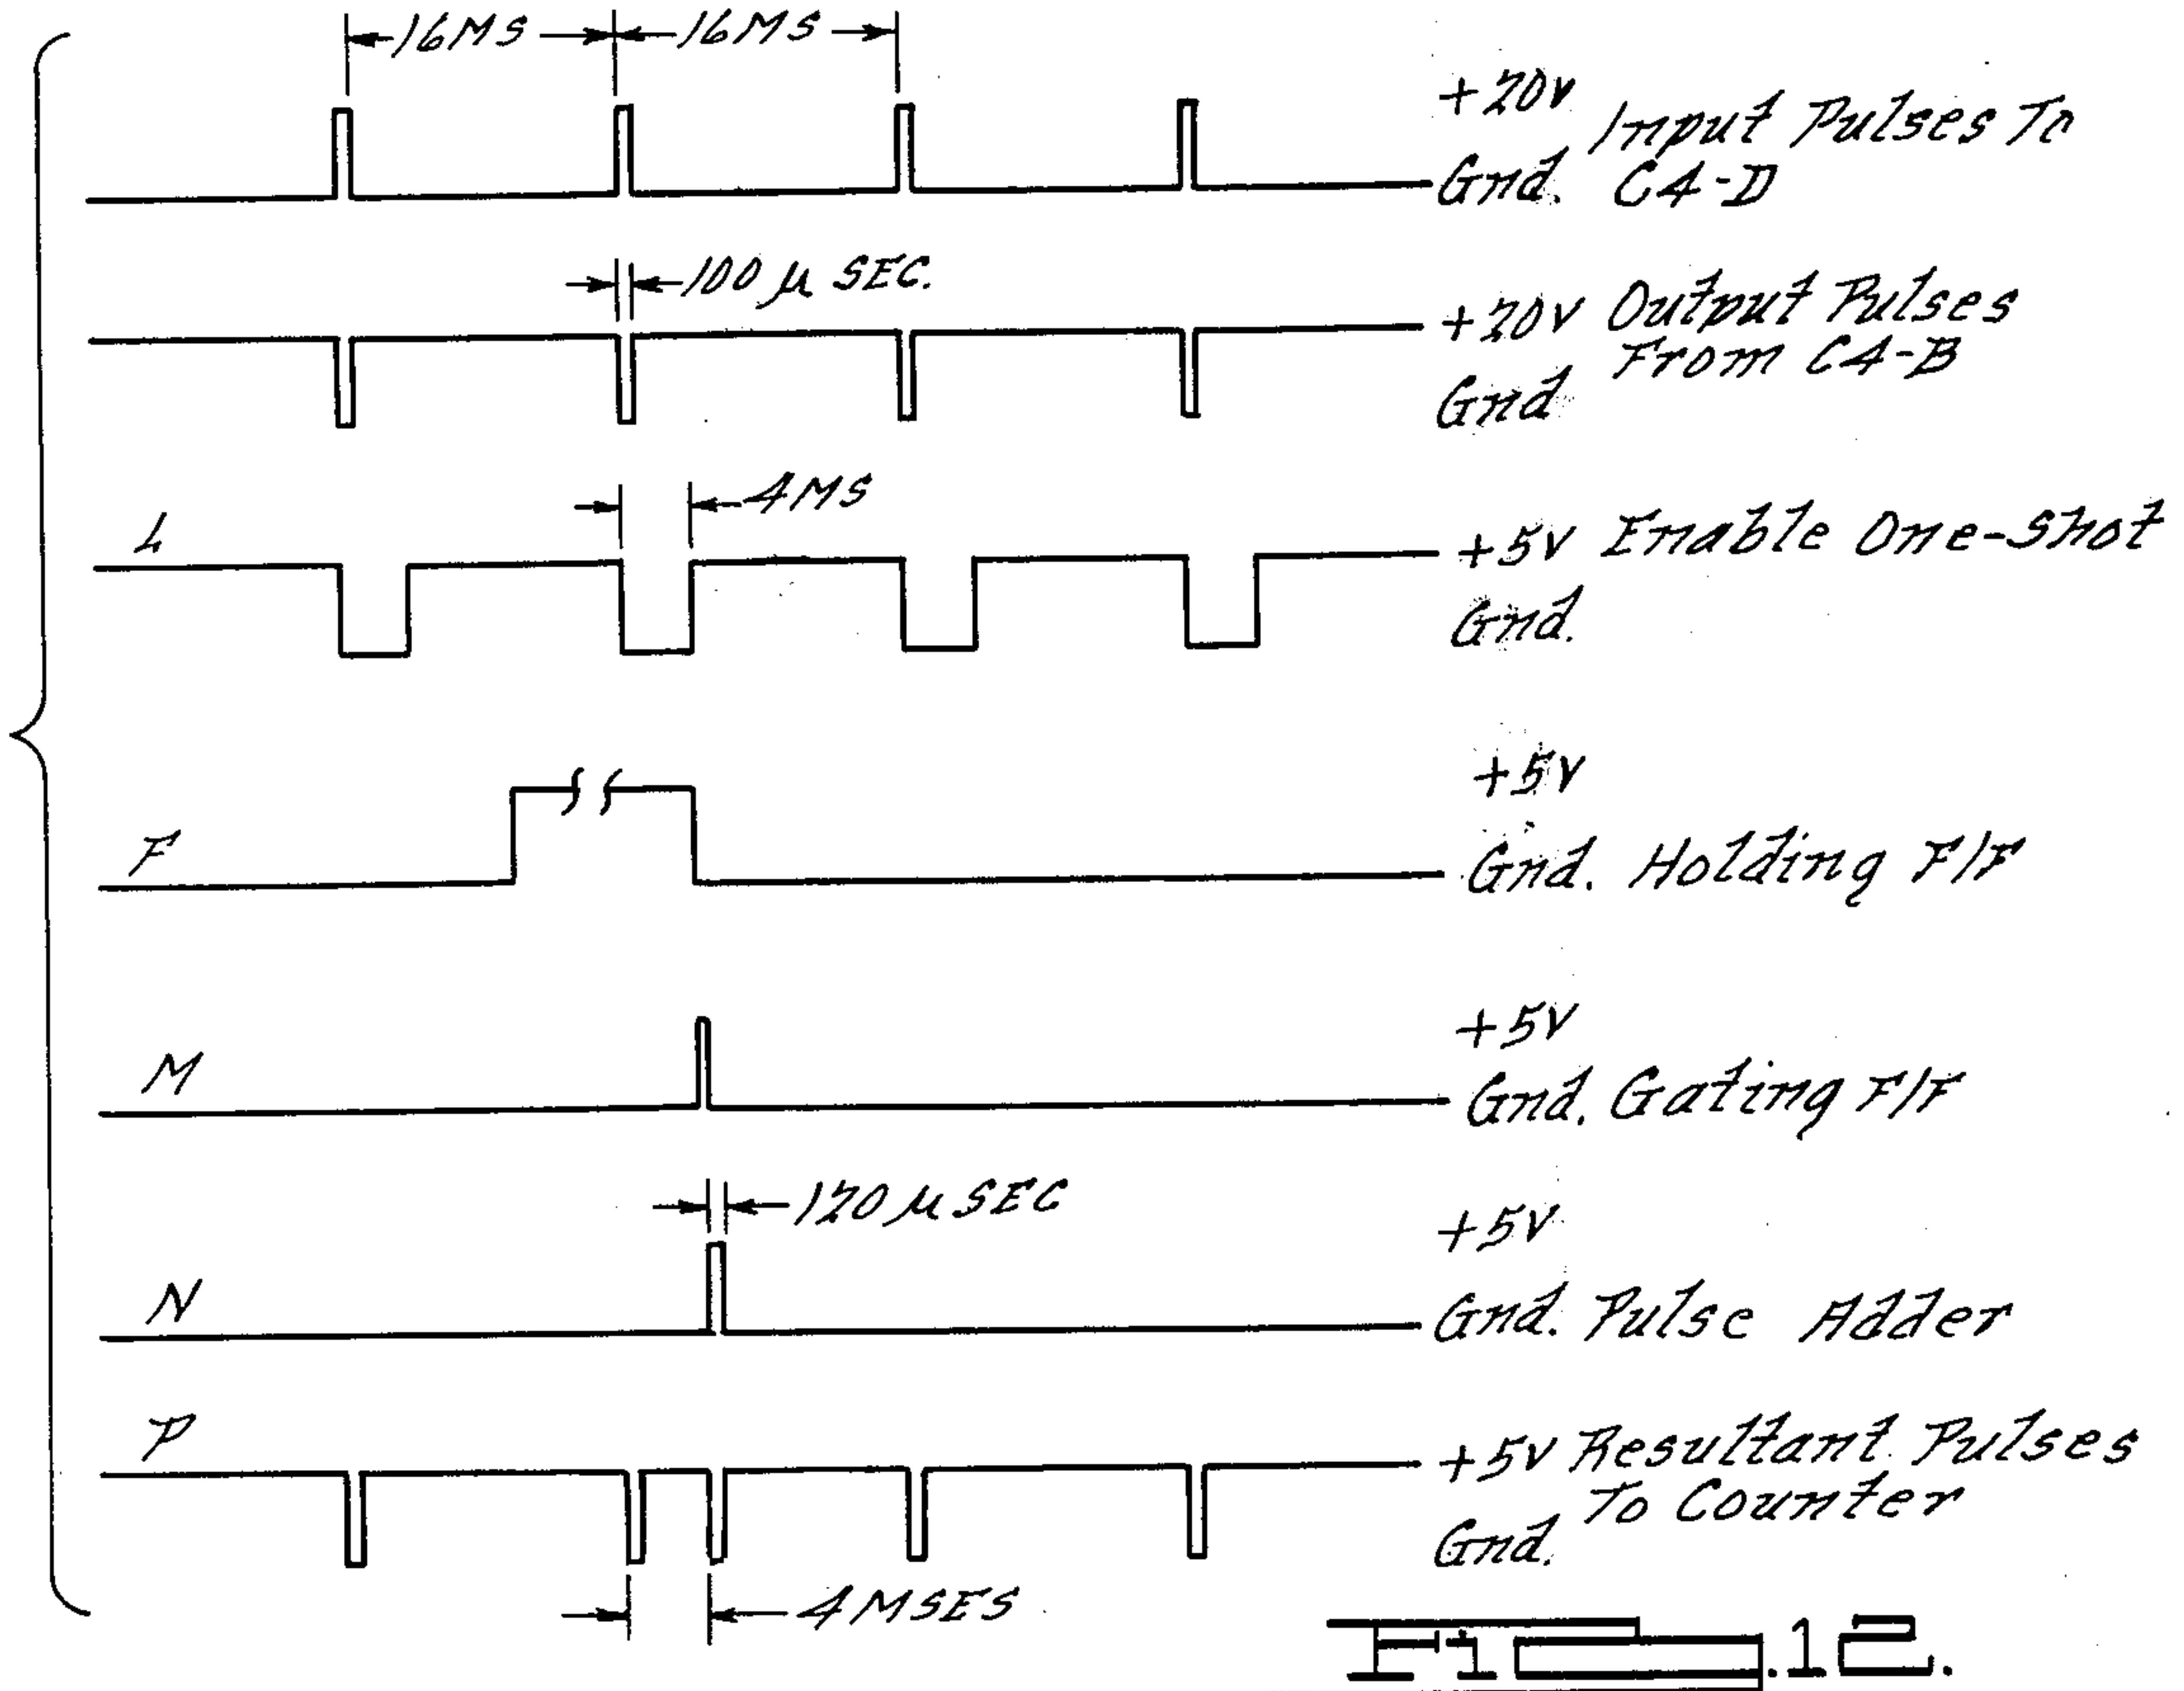 16MS 16MS
+20V Input Pulses To
Gnd. C4-D
100 μ SEC.
+20V Output Pulses
From C4-B
Gnd
4MS
L +5V Enable One-Shot
Gnd.
+5V
F Gnd. Holding F/F
+5V
M Gnd. Gating F/F
120 μ SEC
+5V
N Gnd. Pulse Adder
P +5V Resultant Pulses
To Counter
Gnd.
4 MSES
Fig.12.